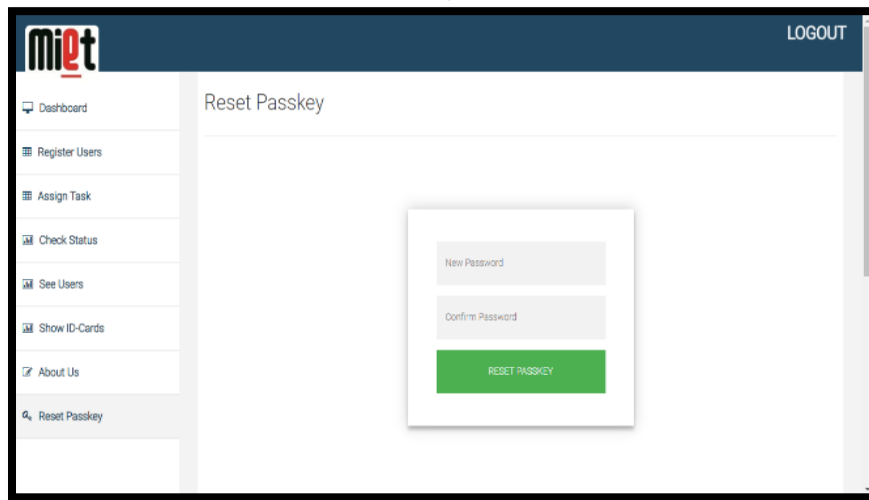 miet
LOGOUT
Dashboard
Register Users
Assign Task
Check Status
See Users
Show ID-Cards
About Us
Reset Passkey
Reset Passkey
New Password
Confirm Password
RESET PASSKEY